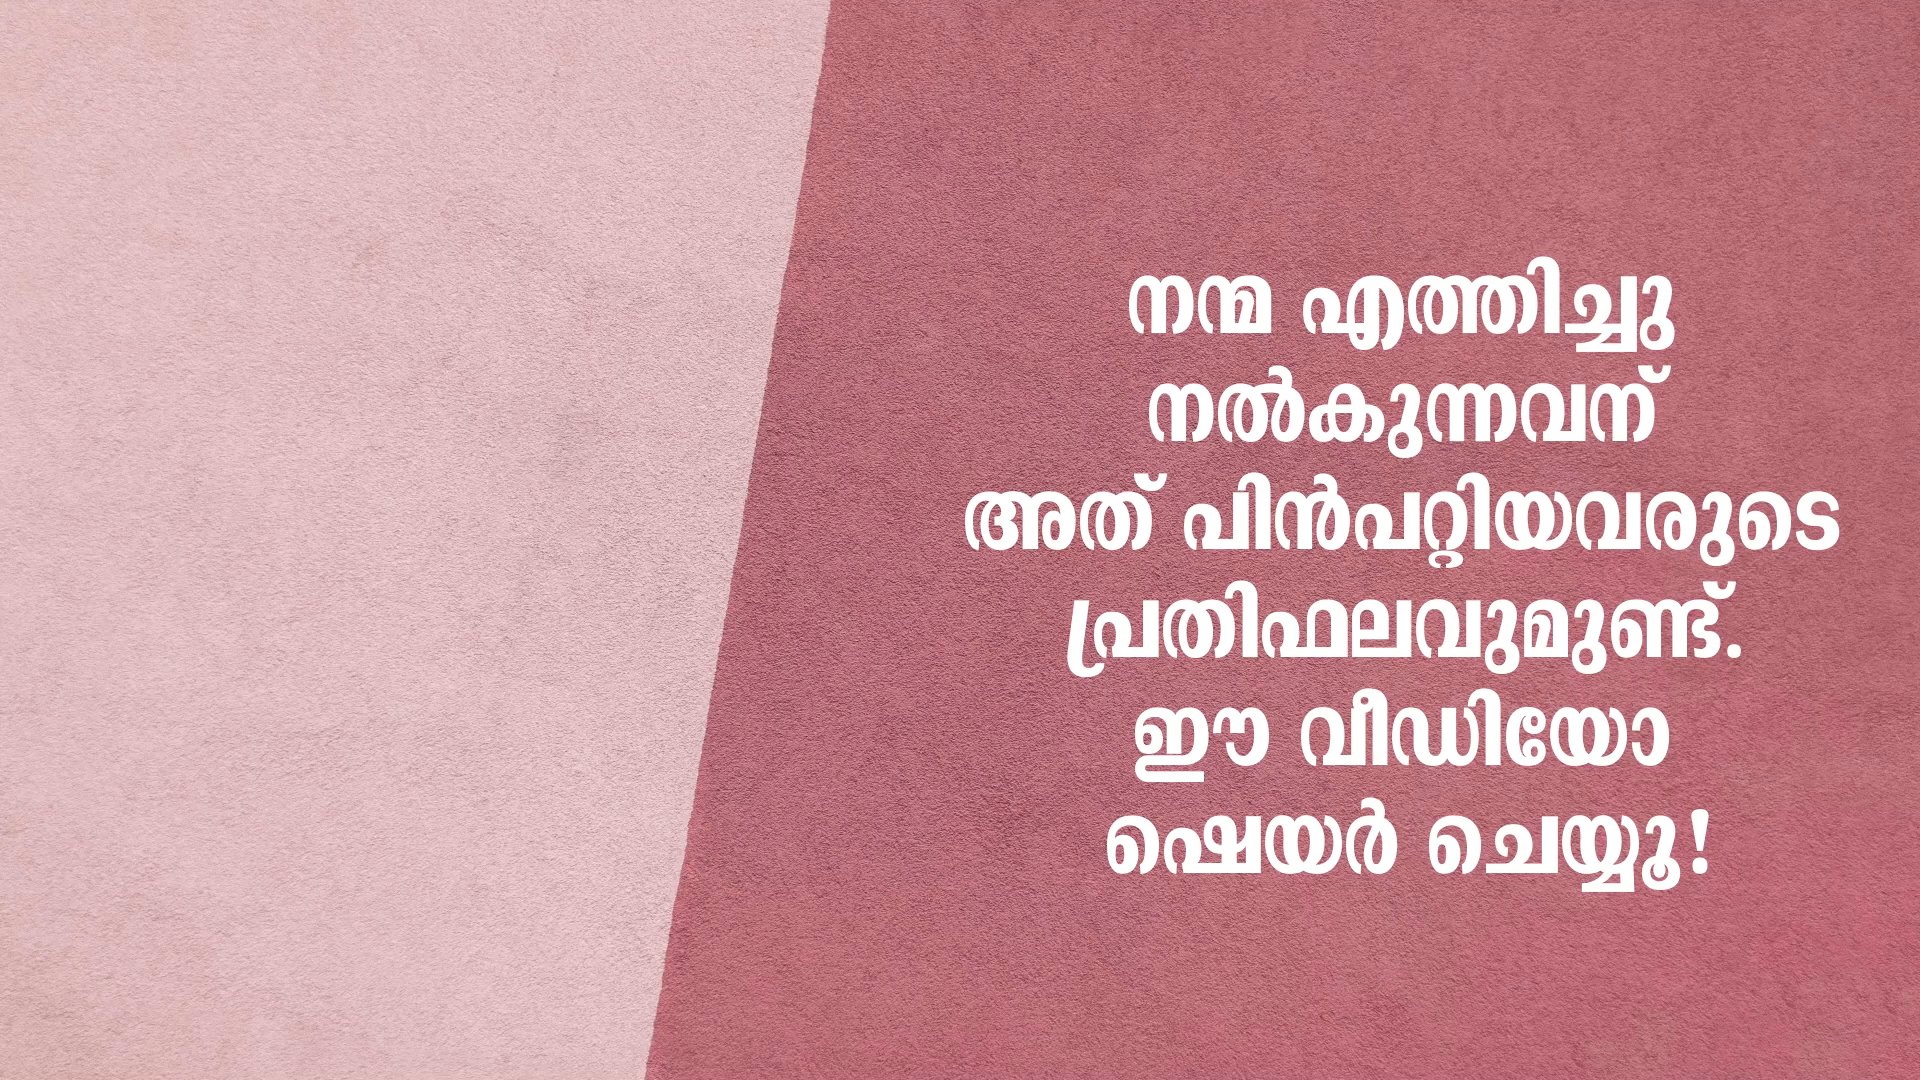 നന്മ എത്തിച്ചു
നൽകുന്നവന്
അത് പിൻപറ്റിയവരുടെ
പ്രതിഫലവുമുണ്ട്.
ഈ വീഡിയോ
ഷെയർ ചെയ്യൂ!